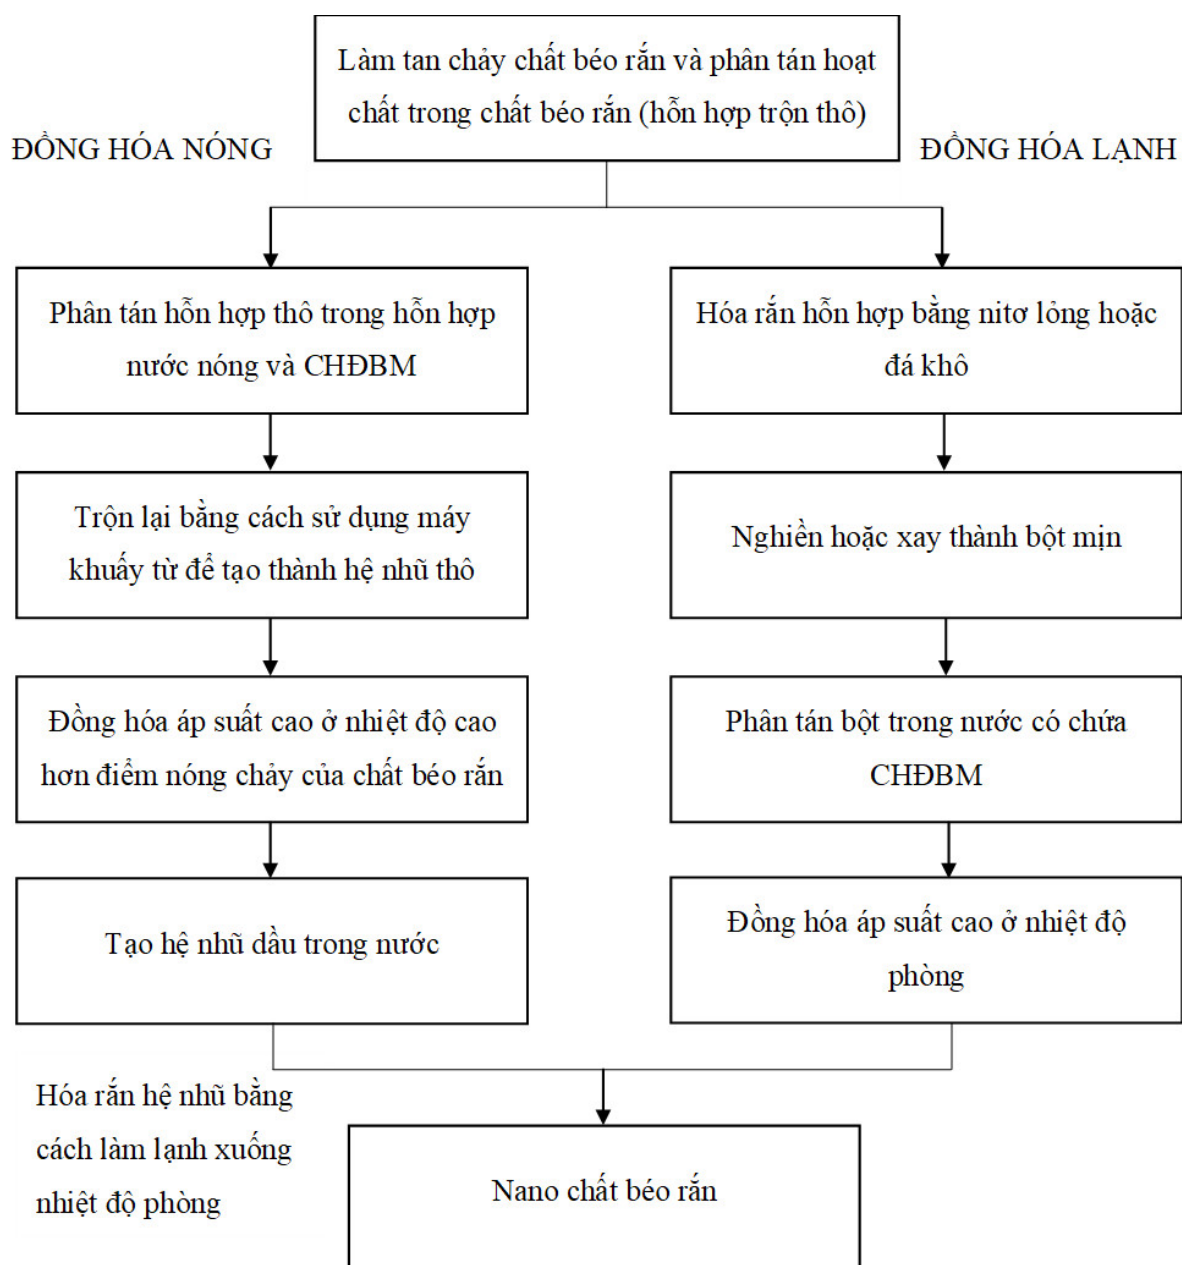 Làm tan chảy chất béo rắn và phân tán hoạt
chất trong chất béo rắn (hỗn hợp trộn thô)
ĐỒNG HÓA NÓNG
ĐỒNG HÓA LẠNH
Phân tán hỗn hợp thô trong hỗn hợp
nước nóng và CHĐBM
Hóa rắn hỗn hợp bằng nitơ lỏng hoặc
đá khô
Trộn lại bằng cách sử dụng máy
khuấy từ để tạo thành hệ nhũ thô
Nghiền hoặc xay thành bột mịn
Đồng hóa áp suất cao ở nhiệt độ cao
hơn điểm nóng chảy của chất béo rắn
Phân tán bột trong nước có chứa
CHĐBM
Tạo hệ nhũ dầu trong nước
Đồng hóa áp suất cao ở nhiệt độ
phòng
Hóa rắn hệ nhũ bằng
cách làm lạnh xuống
nhiệt độ phòng
Nano chất béo rắn